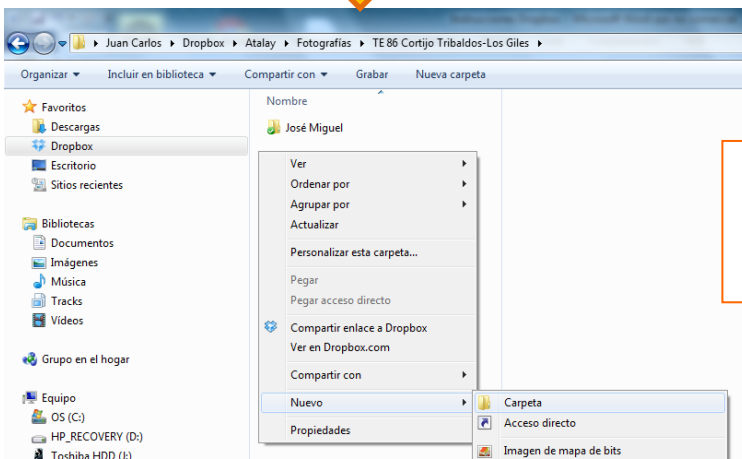 Juan Carlos ▸ Dropbox ▸ Atalay ▸ Fotografías ▸ TE 86 Cortijo Tribaldos-Los Giles ▸
Organizar Incluir en biblioteca Compartir con Grabar Nueva carpeta
Favoritos
Descargas
Dropbox
Escritorio
Sitios recientes
Bibliotecas
Documentos
Imágenes
Música
Tracks
Vídeos
Grupo en el hogar
Equipo
OS (C:)
HP_RECOVERY (D:)
Toshiba HDD (I:)
Nombre
José Miguel
Ver
Ordenar por
Agrupar por
Actualizar
Personalizar esta carpeta...
Pegar
Pegar acceso directo
Compartir enlace a Dropbox
Ver en Dropbox.com
Compartir con
Nuevo
Propiedades
Carpeta
Acceso directo
Imagen de mapa de bits